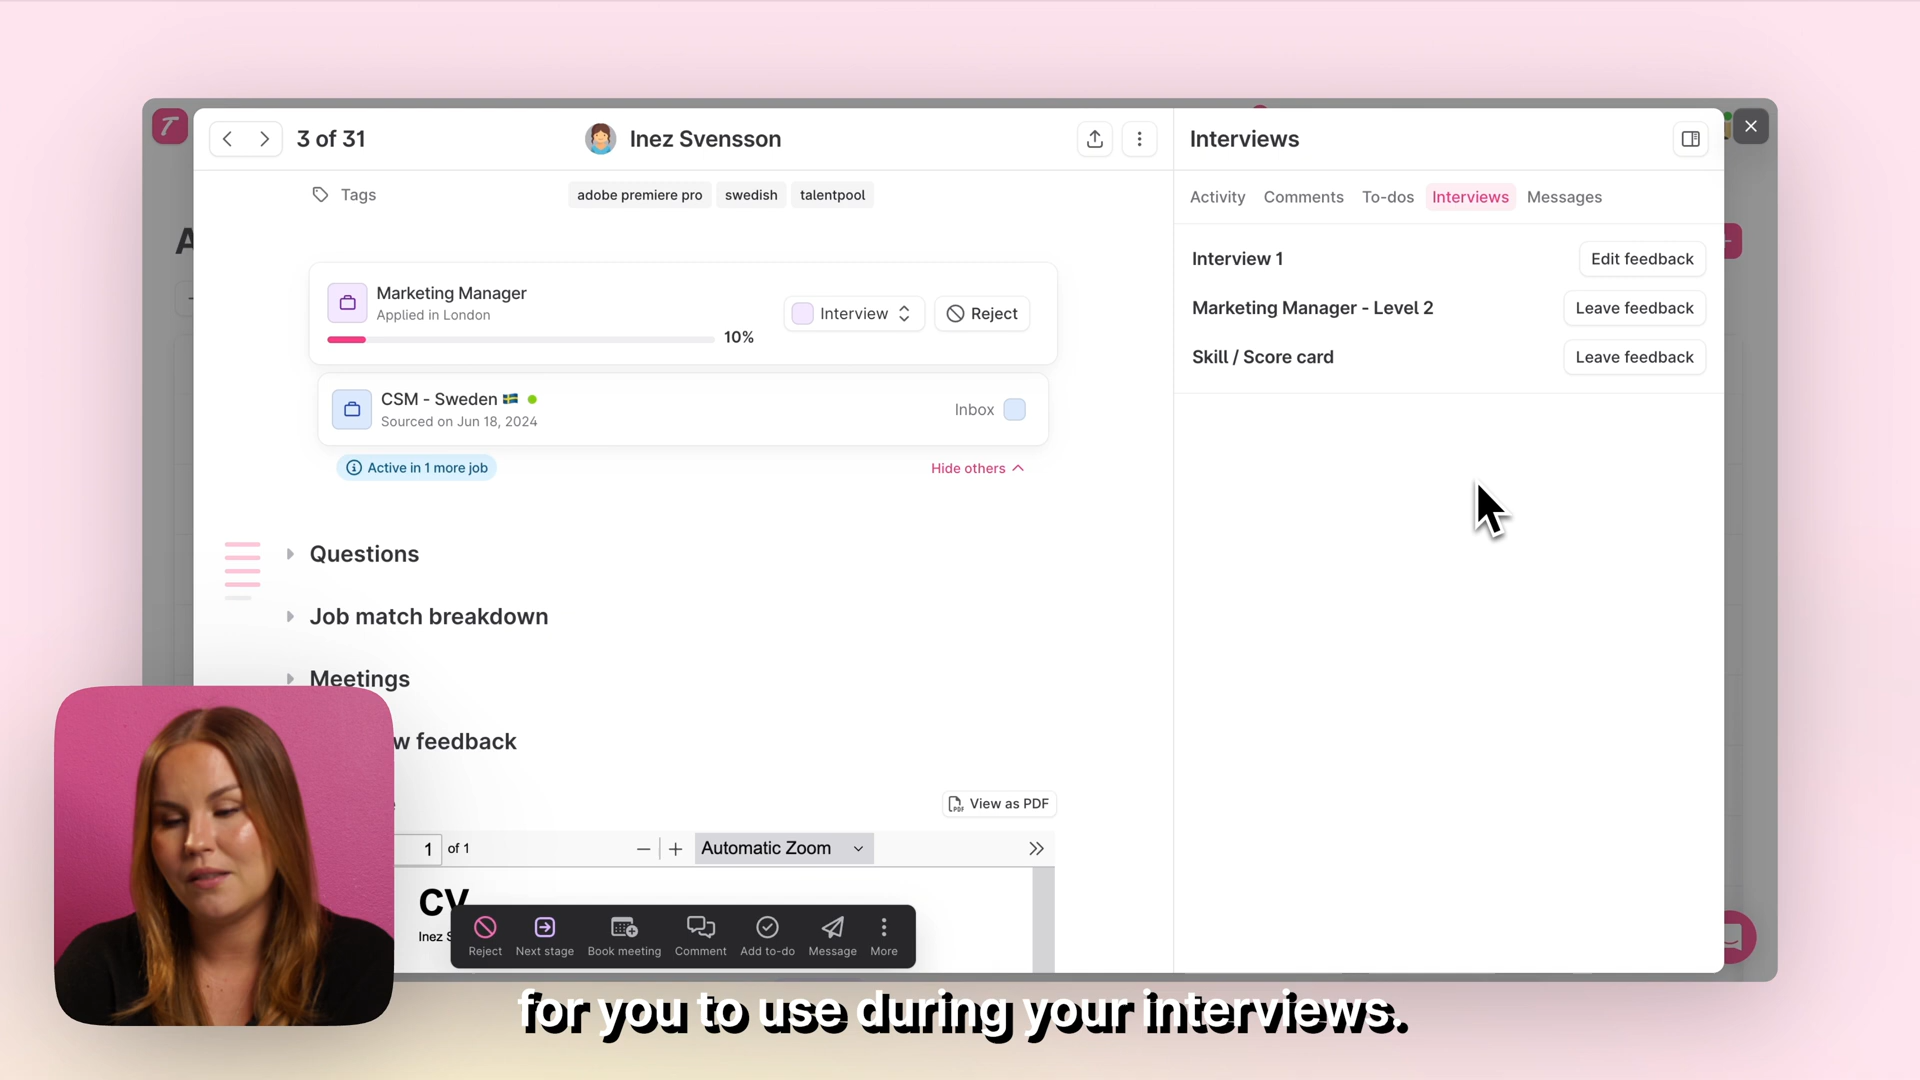 3 of 31
Inez Svensson
Tags
adobe premiere pro
swedish
talentpool
Marketing Manager
Applied in London
10%
Interview
Reject
CSM - Sweden
Sourced on Jun 18, 2024
Inbox
Active in 1 more job
Hide others
Questions
Job match breakdown
Meetings
w feedback
View as PDF
1 of 1
Automatic Zoom
CV
Inez S
Reject
Next stage
Book meeting
Comment
Add to-do
Message
More
Interviews
Activity
Comments
To-dos
Interviews
Messages
Interview 1
Edit feedback
Marketing Manager - Level 2
Leave feedback
Skill / Score card
Leave feedback
for you to use during your interviews.